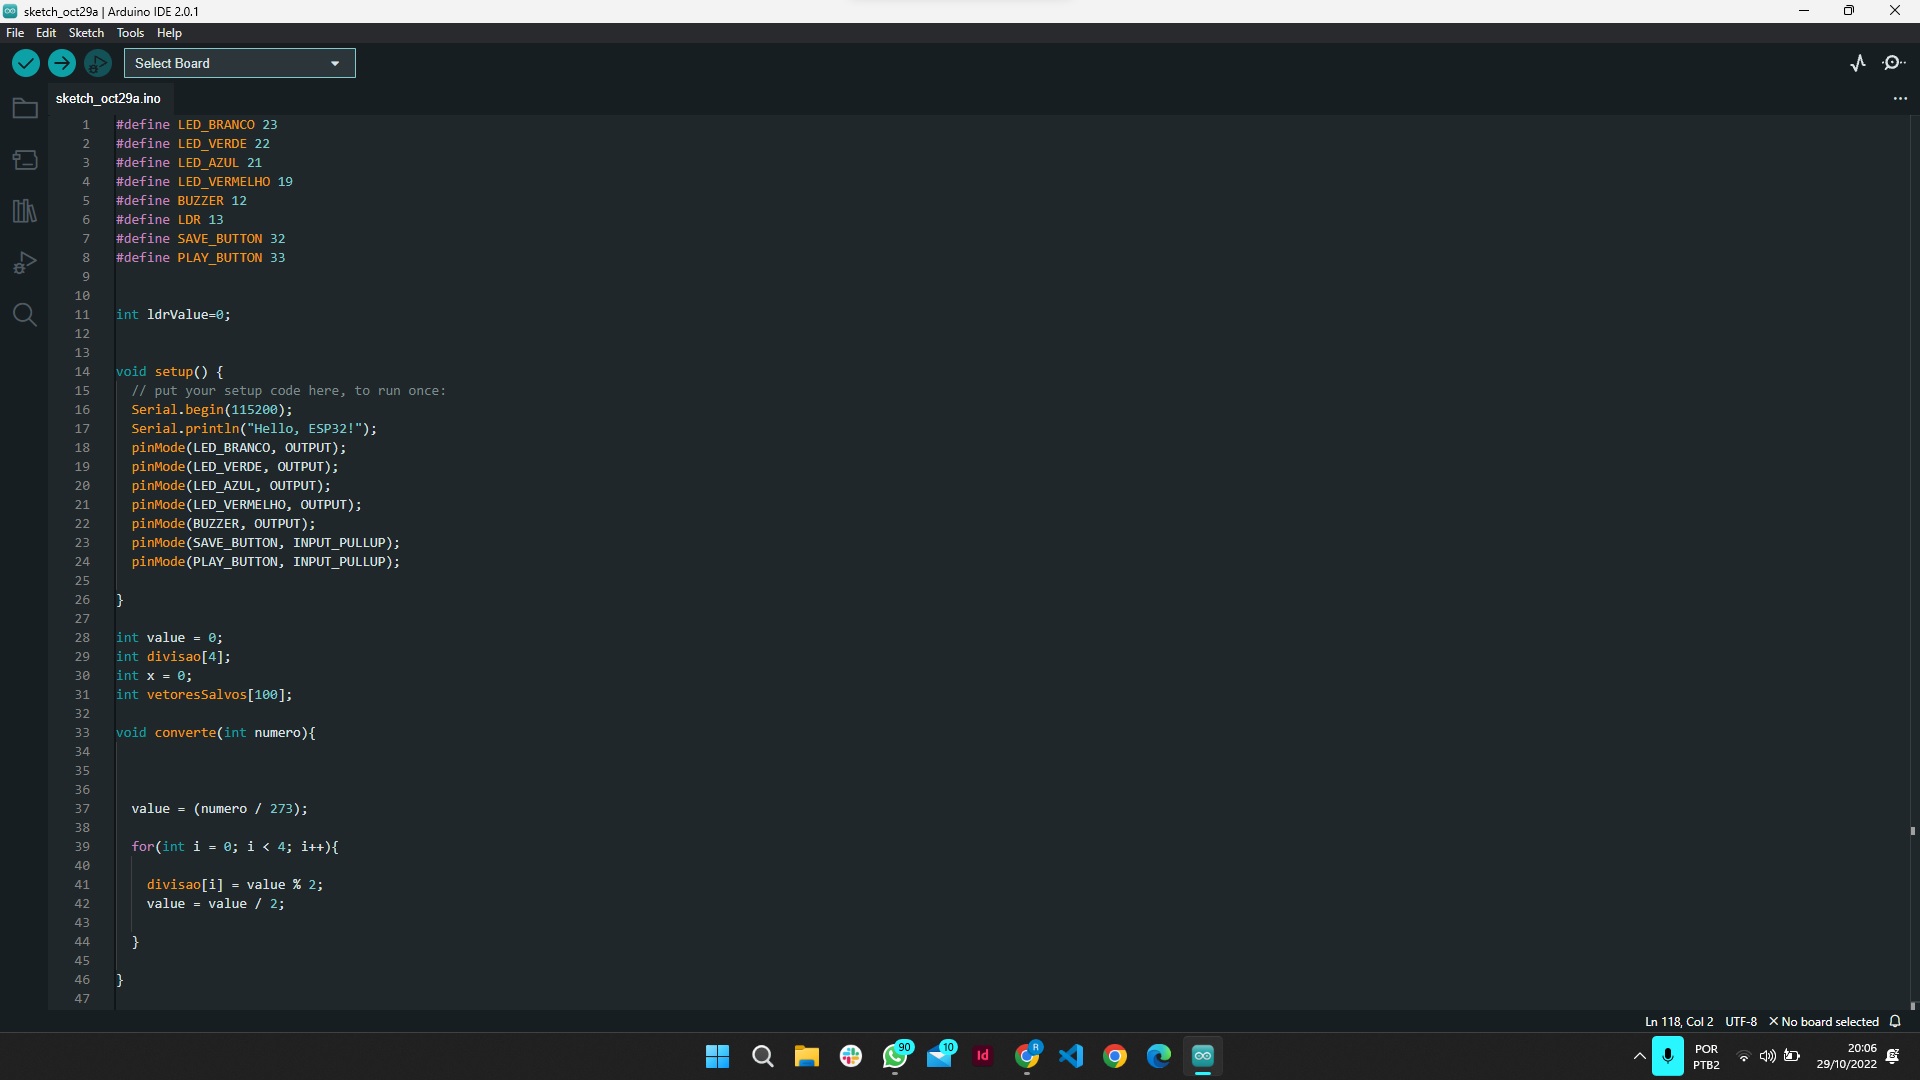 sketch_oct29a | Arduino IDE 2.0.1
File Edit Sketch Tools Help
Select Board
sketch_oct29a.ino
1 #define LED_BRANCO 23
2 #define LED_VERDE 22
3 #define LED_AZUL 21
4 #define LED_VERMELHO 19
5 #define BUZZER 12
6 #define LDR 13
7 #define SAVE_BUTTON 32
8 #define PLAY_BUTTON 33
9
10
11 int ldrValue=0;
12
13
14 void setup() {
15 // put your setup code here, to run once:
16 Serial.begin(115200);
17 Serial.println("Hello, ESP32!");
18 pinMode(LED_BRANCO, OUTPUT);
19 pinMode(LED_VERDE, OUTPUT);
20 pinMode(LED_AZUL, OUTPUT);
21 pinMode(LED_VERMELHO, OUTPUT);
22 pinMode(BUZZER, OUTPUT);
23 pinMode(SAVE_BUTTON, INPUT_PULLUP);
24 pinMode(PLAY_BUTTON, INPUT_PULLUP);
25
26 }
27
28 int value = 0;
29 int divisao[4];
30 int x = 0;
31 int vetoresSalvos[100];
32
33 void converte(int numero){
34
35
36
37 value = (numero / 273);
38
39 for(int i = 0; i < 4; i++){
40
41 divisao[i] = value % 2;
42 value = value / 2;
43
44 }
45
46 }
47
Ln 118, Col 2 UTF-8 × No board selected
90 10 Id R
POR 20:06
PTB2 29/10/2022